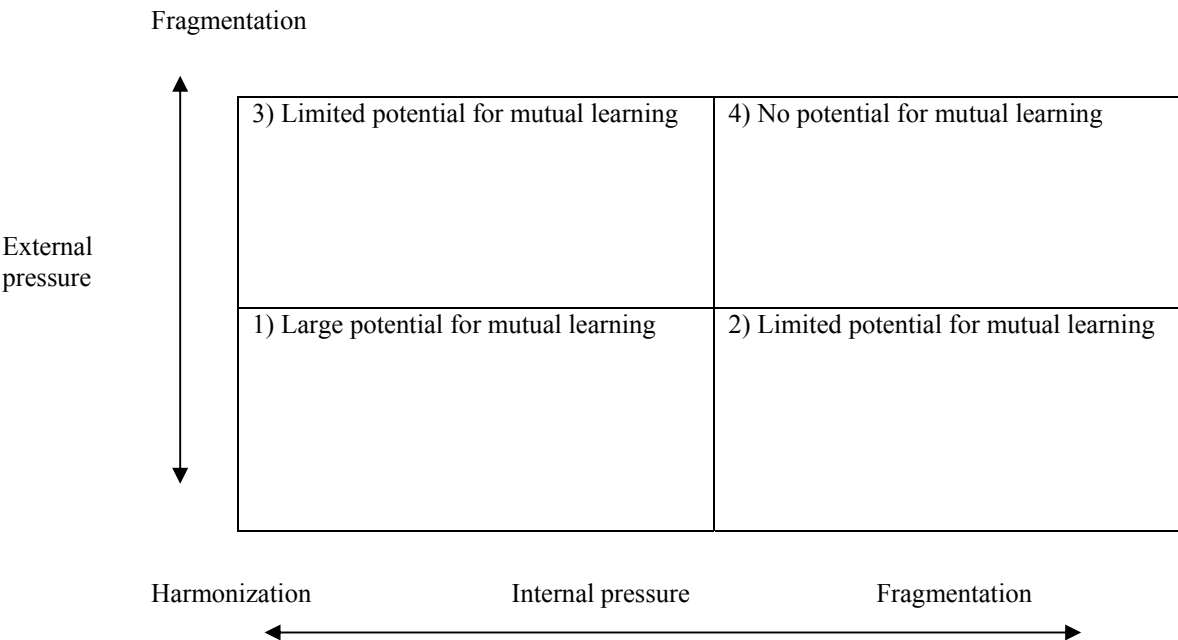 Fragmentation
3) Limited potential for mutual learning
4) No potential for mutual learning
External
pressure
1) Large potential for mutual learning
2) Limited potential for mutual learning
Harmonization
Internal pressure
Fragmentation